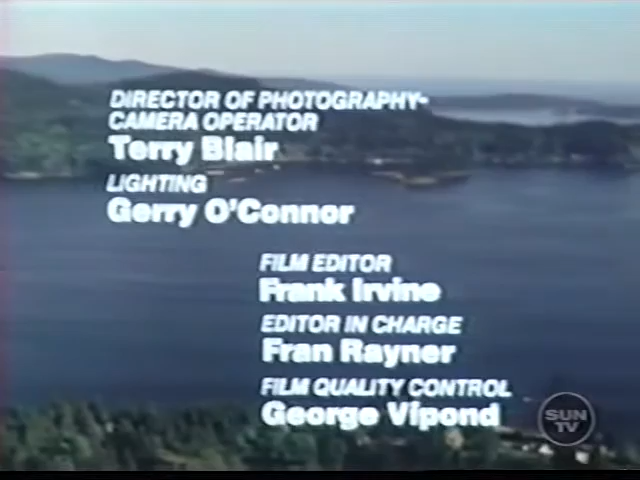 DIRECTOR OF PHOTOGRAPHY-
CAMERA OPERATOR
Terry Blair
LIGHTING
Gerry O'Connor
FILM EDITOR
Frank Irvine
EDITOR IN CHARGE
Fran Rayner
FILM QUALITY CONTROL
George Vipond
SUN
TV